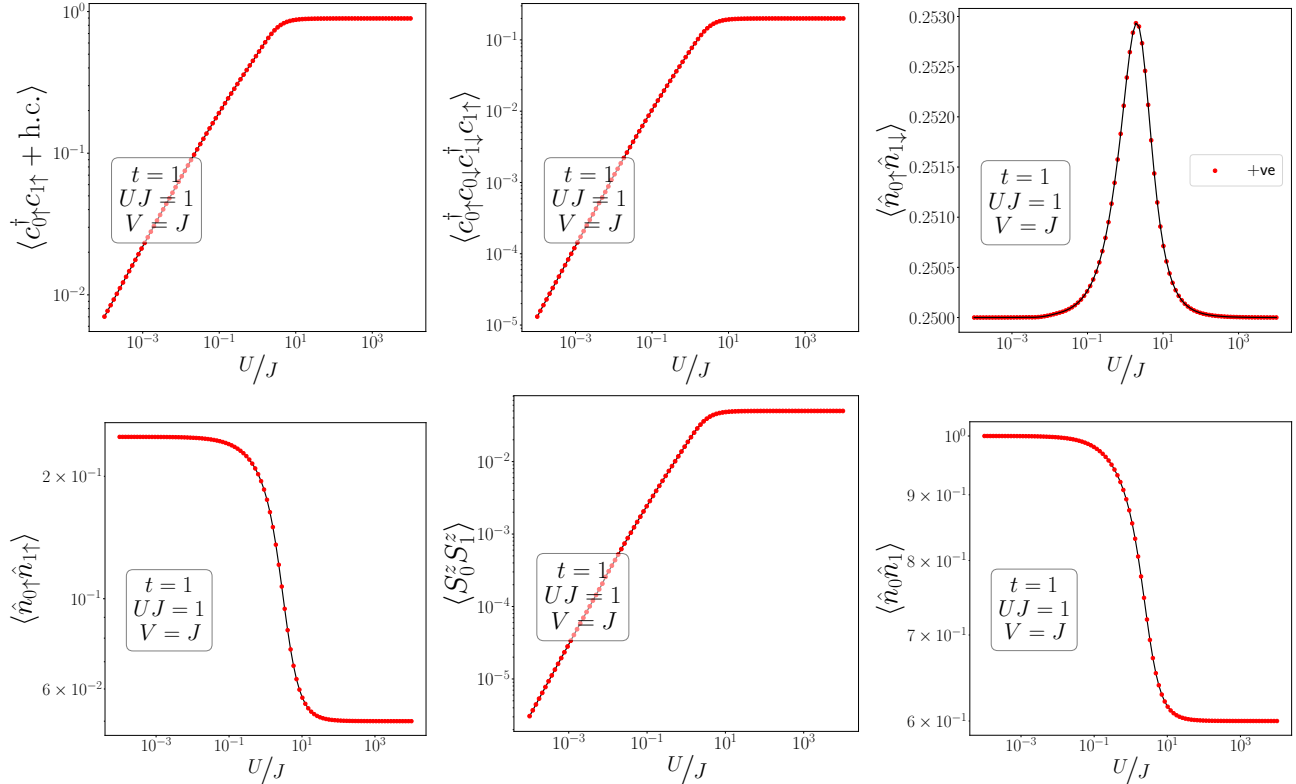 ⟨c†0↑c1↑ + h.c.⟩
10^0
10^−1
10^−2
t = 1
UJ = 1
V = J
10^−3 10^−1 10^1 10^3
U/J
⟨c†0↑c0↓c†1↓c1↑⟩
10^−1
10^−2
10^−3
10^−4
10^−5
t = 1
UJ = 1
V = J
10^−3 10^−1 10^1 10^3
U/J
⟨n̂0↑n̂1↓⟩
0.2530
0.2525
0.2520
0.2515
0.2510
0.2505
0.2500
t = 1
UJ = 1
V = J
+ve
10^−1 10^1 10^3
U/J
⟨n̂0↑n̂1↑⟩
2 × 10^−1
10^−1
6 × 10^−2
t = 1
UJ = 1
V = J
10^−3 10^−1 10^1 10^3
U/J
⟨S^z_0S^z_1⟩
10^−2
10^−3
10^−4
10^−5
t = 1
UJ = 1
V = J
10^−3 10^−1 10^1 10^3
U/J
⟨n̂0n̂1⟩
10^0
9 × 10^−1
8 × 10^−1
7 × 10^−1
6 × 10^−1
t = 1
UJ = 1
V = J
10^−3 10^−1 10^1 10^3
U/J